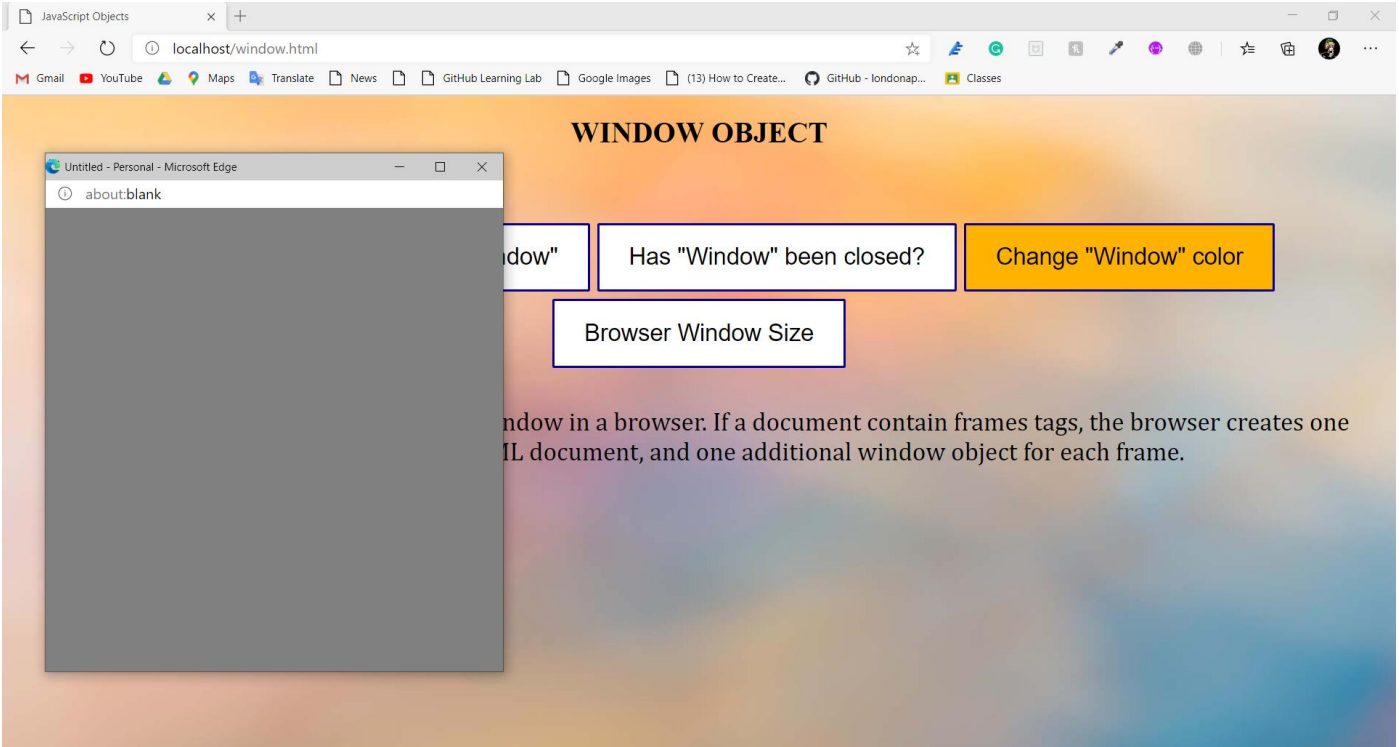 JavaScript Objects
localhost/window.html
Gmail YouTube Maps Translate News GitHub Learning Lab Google Images (13) How to Create... GitHub - londonap... Classes
WINDOW OBJECT
Untitled - Personal - Microsoft Edge
about:blank
ndow" Has "Window" been closed? Change "Window" color
Browser Window Size
ndow in a browser. If a document contain frames tags, the browser creates one
ML document, and one additional window object for each frame.